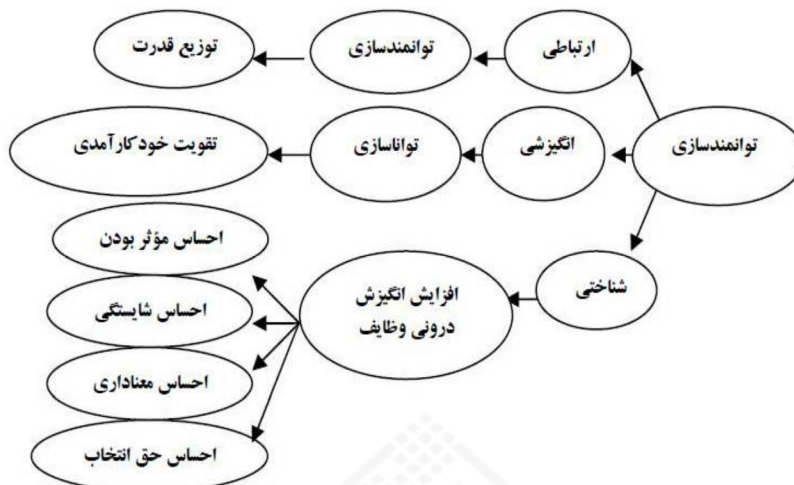 ارتباطی
توانمندسازی
توزیع قدرت
توانمندسازی
انگیزشی
تواناسازی
تقویت خودکارآمدی
شناختی
افزایش انگیزش
درونی وظایف
احساس مؤثر بودن
احساس شایستگی
احساس معناداری
احساس حق انتخاب